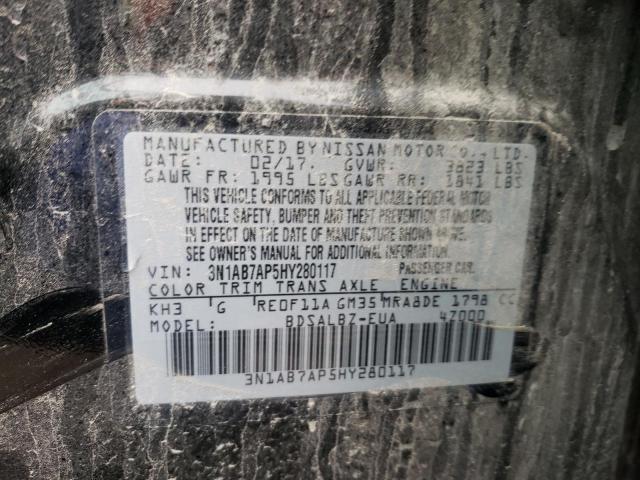 MANUFACTURED BY NISSAN MOTOR CO., LTD.
DATE: 02/17. GVWR: 3823 LBS
GAWR FR: 1995 LBS GAWR RR: 1841 LBS
THIS VEHICLE CONFORMS TO ALL APPLICABLE FEDERAL MOTOR
VEHICLE SAFETY, BUMPER AND THEFT PREVENTION STANDARDS
IN EFFECT ON THE DATE OF MANUFACTURE SHOWN ABOVE.
SEE OWNER'S MANUAL FOR ADDITIONAL INFORMATION
VIN: 3N1AB7AP5HY280117 PASSENGER CAR.
COLOR TRIM TRANS AXLE ENGINE
KH3 G RE0F11A GM35 MRA8DE 1798 CC
MODEL: BDSALBZ-EUA 4Z000
3N1AB7AP5HY280117